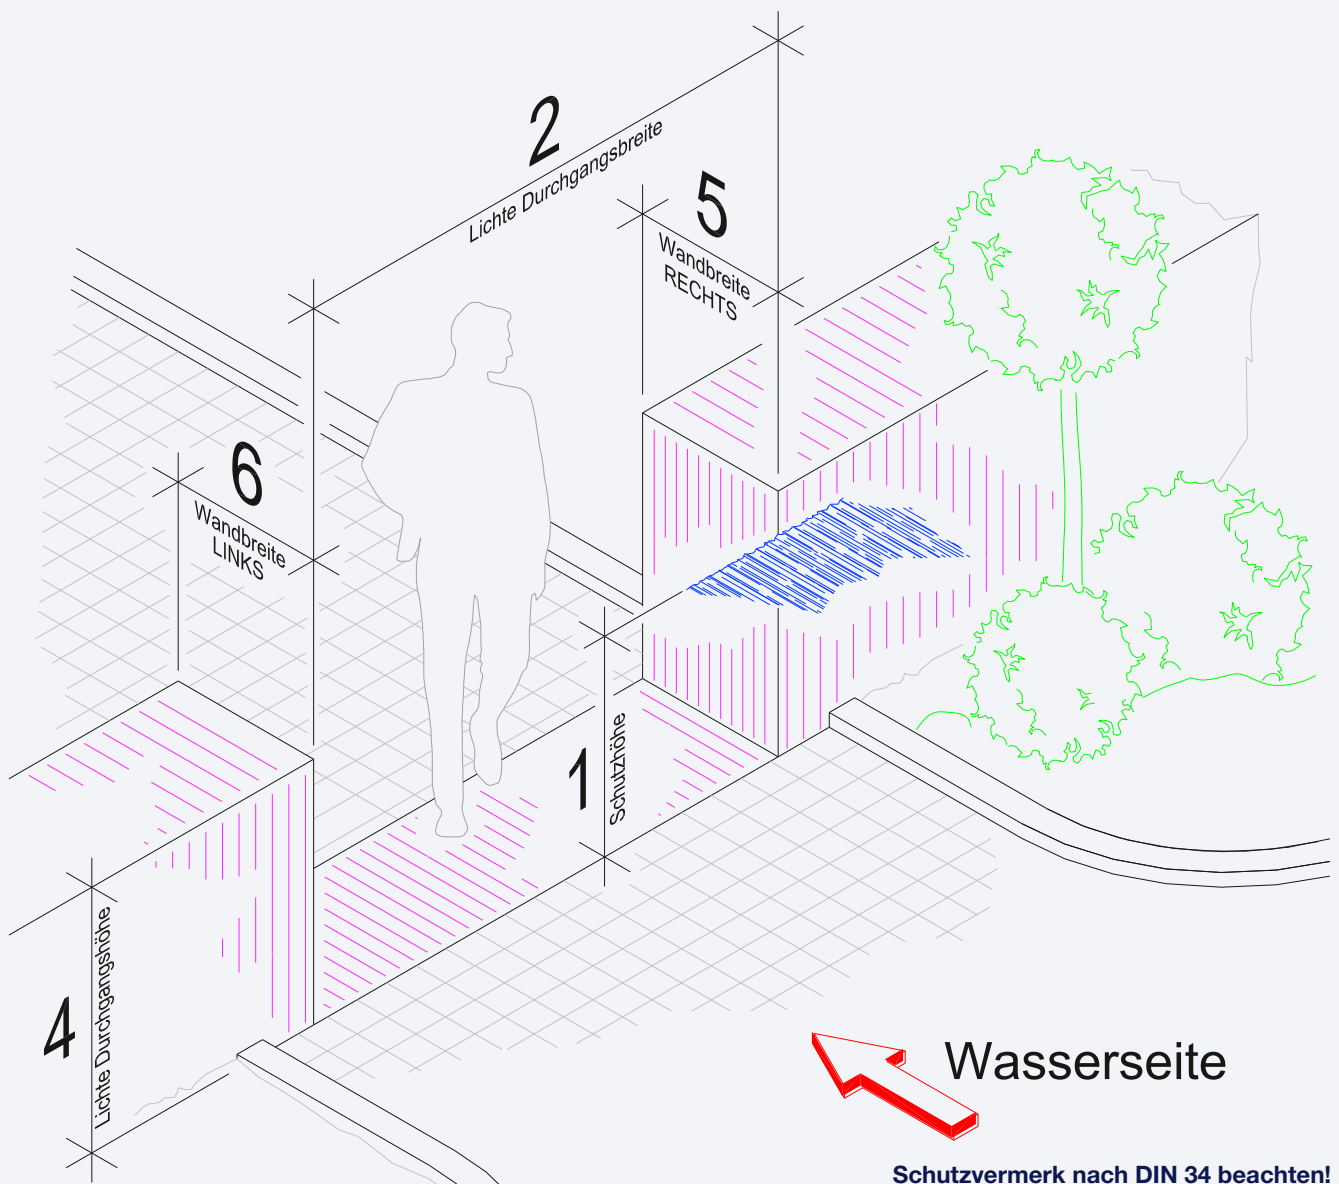 2
Lichte Durchgangsbreite
5
Wandbreite
RECHTS
6
Wandbreite
LINKS
1
Schutzhöhe
4
Lichte Durchgangshöhe
Wasserseite
Schutzvermerk nach DIN 34 beachten!